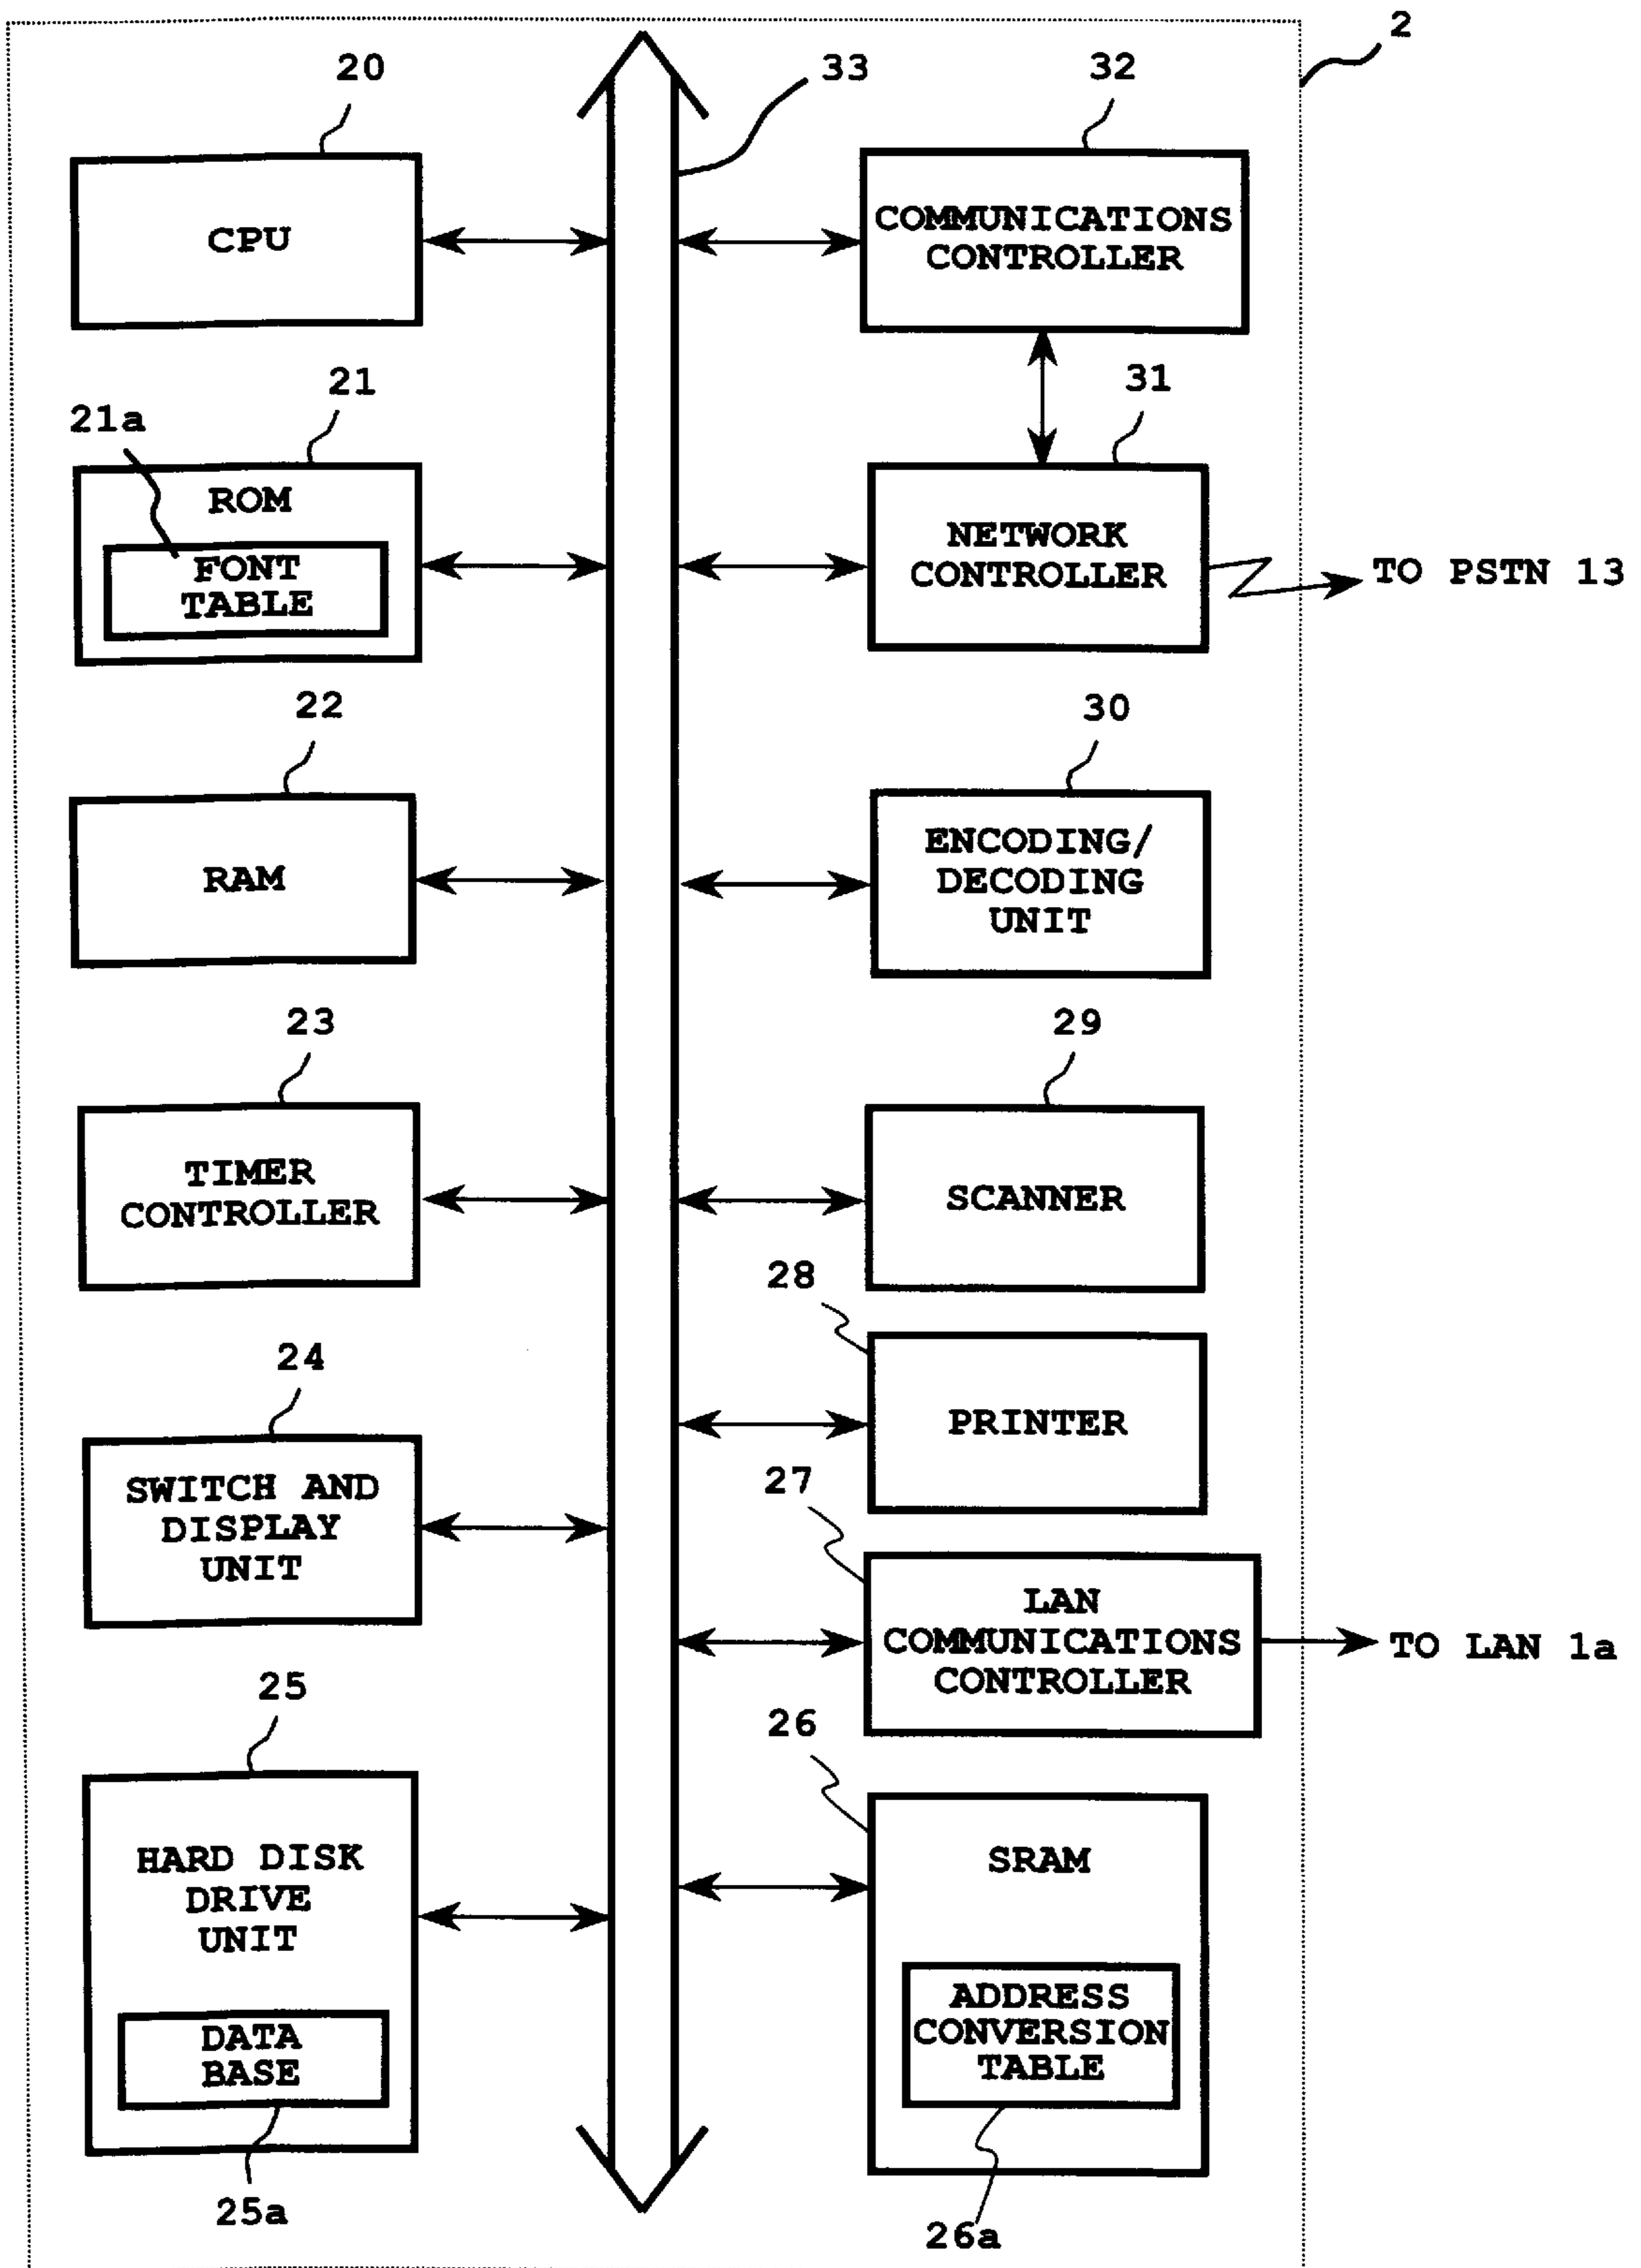 2
20
33
32
CPU
COMMUNICATIONS
CONTROLLER
21
31
21a
ROM
FONT
TABLE
NETWORK
CONTROLLER
TO PSTN 13
22
30
RAM
ENCODING/
DECODING
UNIT
23
29
TIMER
CONTROLLER
SCANNER
28
24
PRINTER
SWITCH AND
DISPLAY
UNIT
27
LAN
COMMUNICATIONS
CONTROLLER
TO LAN 1a
25
26
HARD DISK
DRIVE
UNIT
SRAM
DATA
BASE
ADDRESS
CONVERSION
TABLE
25a
26a